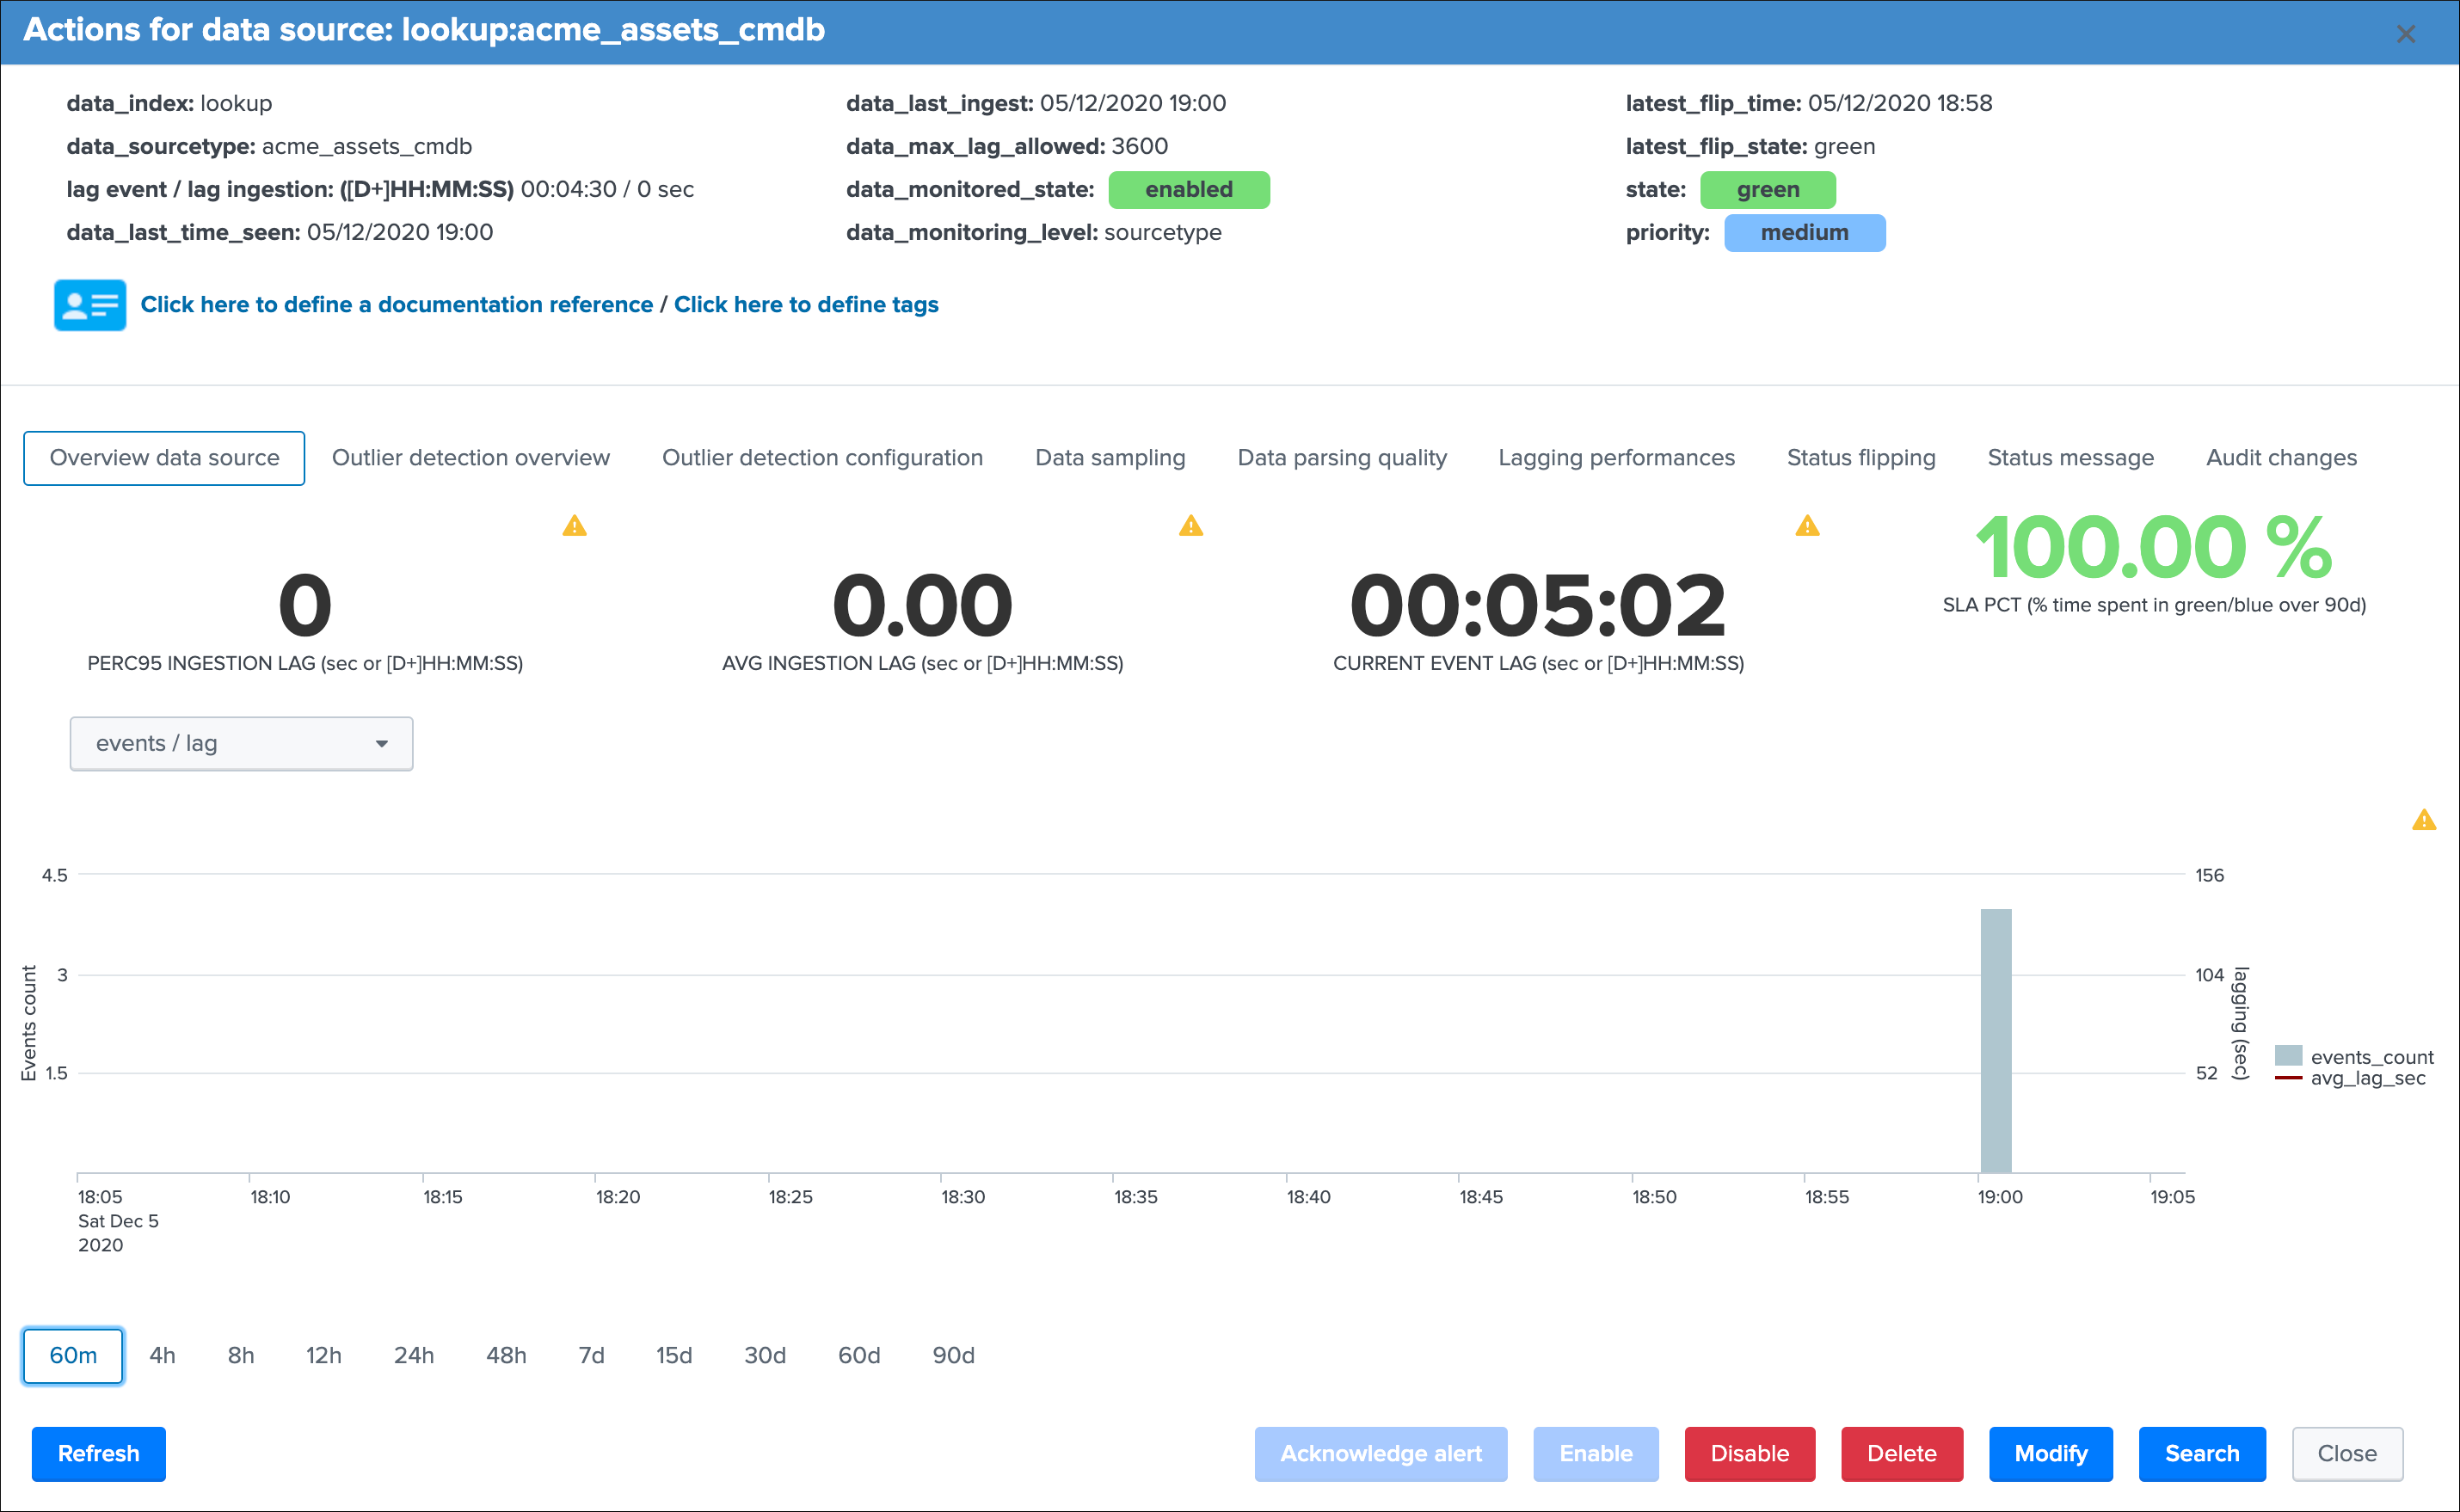 Actions for data source: lookup:acme_assets_cmdb
data_index: lookup
data_sourcetype: acme_assets_cmdb
lag event / lag ingestion: ([D+]HH:MM:SS) 00:04:30 / 0 sec
data_last_time_seen: 05/12/2020 19:00
data_last_ingest: 05/12/2020 19:00
data_max_lag_allowed: 3600
data_monitored_state: enabled
data_monitoring_level: sourcetype
latest_flip_time: 05/12/2020 18:58
latest_flip_state: green
state: green
priority: medium
Click here to define a documentation reference / Click here to define tags
Overview data source Outlier detection overview Outlier detection configuration Data sampling Data parsing quality Lagging performances Status flipping Status message Audit changes
0
PERC95 INGESTION LAG (sec or [D+]HH:MM:SS)
0.00
AVG INGESTION LAG (sec or [D+]HH:MM:SS)
00:05:02
CURRENT EVENT LAG (sec or [D+]HH:MM:SS)
100.00 %
SLA PCT (% time spent in green/blue over 90d)
events / lag
Events count
4.5
3
1.5
156
104
52
lagging (sec)
events_count
avg_lag_sec
18:05 18:10 18:15 18:20 18:25 18:30 18:35 18:40 18:45 18:50 18:55 19:00 19:05
Sat Dec 5
2020
60m 4h 8h 12h 24h 48h 7d 15d 30d 60d 90d
Refresh Acknowledge alert Enable Disable Delete Modify Search Close